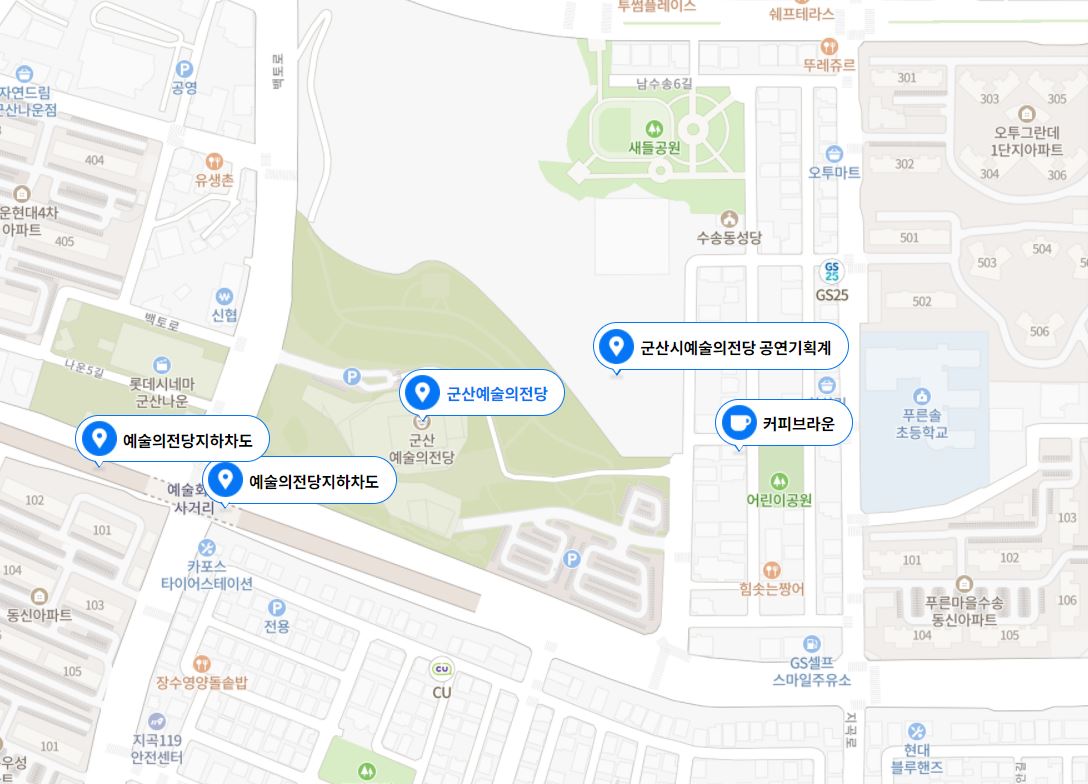 투썸플레이스
쉐프테라스
뚜레쥬르
남수송6길
301
303
305
오투그란데
1단지아파트
302
304
306
새들공원
오투마트
백토로
P
공영
자연드림
군산나운점
유생촌
404
405
운현대4차
아파트
수송동성당
501
503
504
502
506
GS25
GS25
신협
백토로
나운5길
롯데시네마
군산나운
P
군산시예술의전당 공연기획계
군산예술의전당
군산
예술의전당
커피브라운
푸른솔
초등학교
어린이공원
예술의전당지하차도
예술의전당지하차도
사거리
102
101
104
103
105
101
동신아파트
카포스
타이어스테이션
P
전용
P
힘솟는짱어
103
102
101
106
푸른마을수송
동신아파트
104
105
GS셀프
스마일주유소
장수영양돌솥밥
CU
CU
지곡119
안전센터
우성
지곡로
현대
블루핸즈